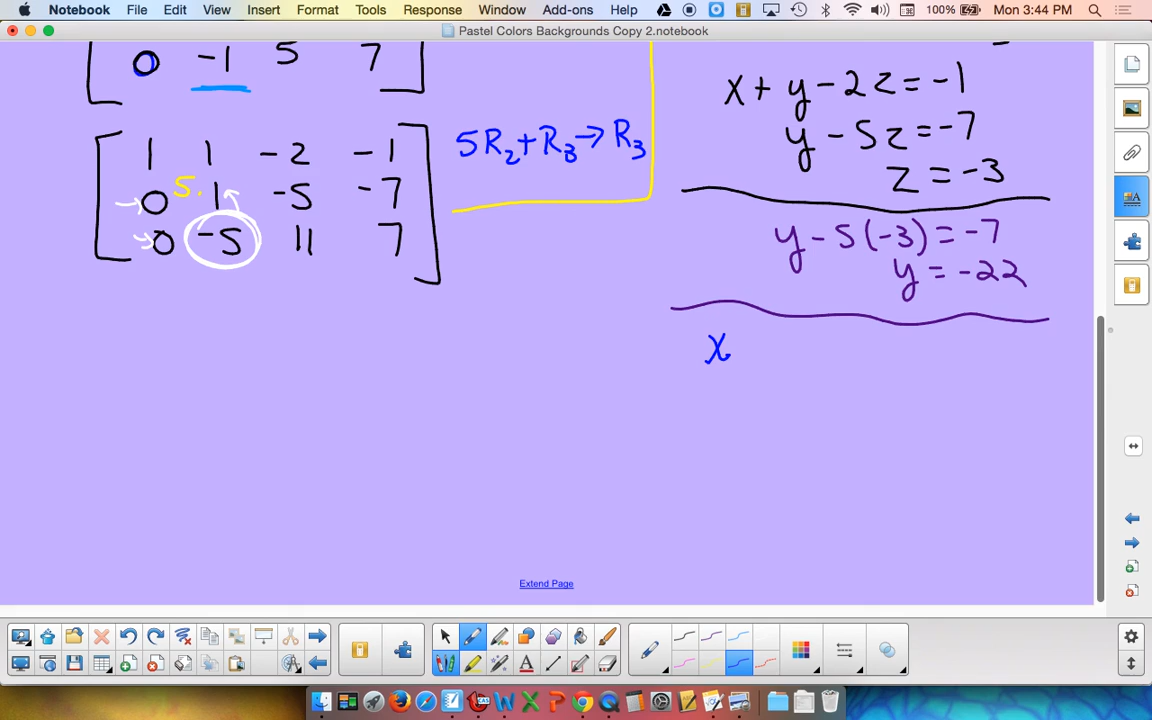 Notebook File Edit View Insert Format Tools Response Window Add-ons Help 100% Mon 3:44 PM
Pastel Colors Backgrounds Copy 2.notebook
0 -1 5 7
1 1 -2 -1
0 5. 1 -5 -7
0 -5 11 7
5R2+R3→R3
x+y-2z=-1
y-5z=-7
z=-3
y-5(-3)=-7
y=-22
x
Extend Page